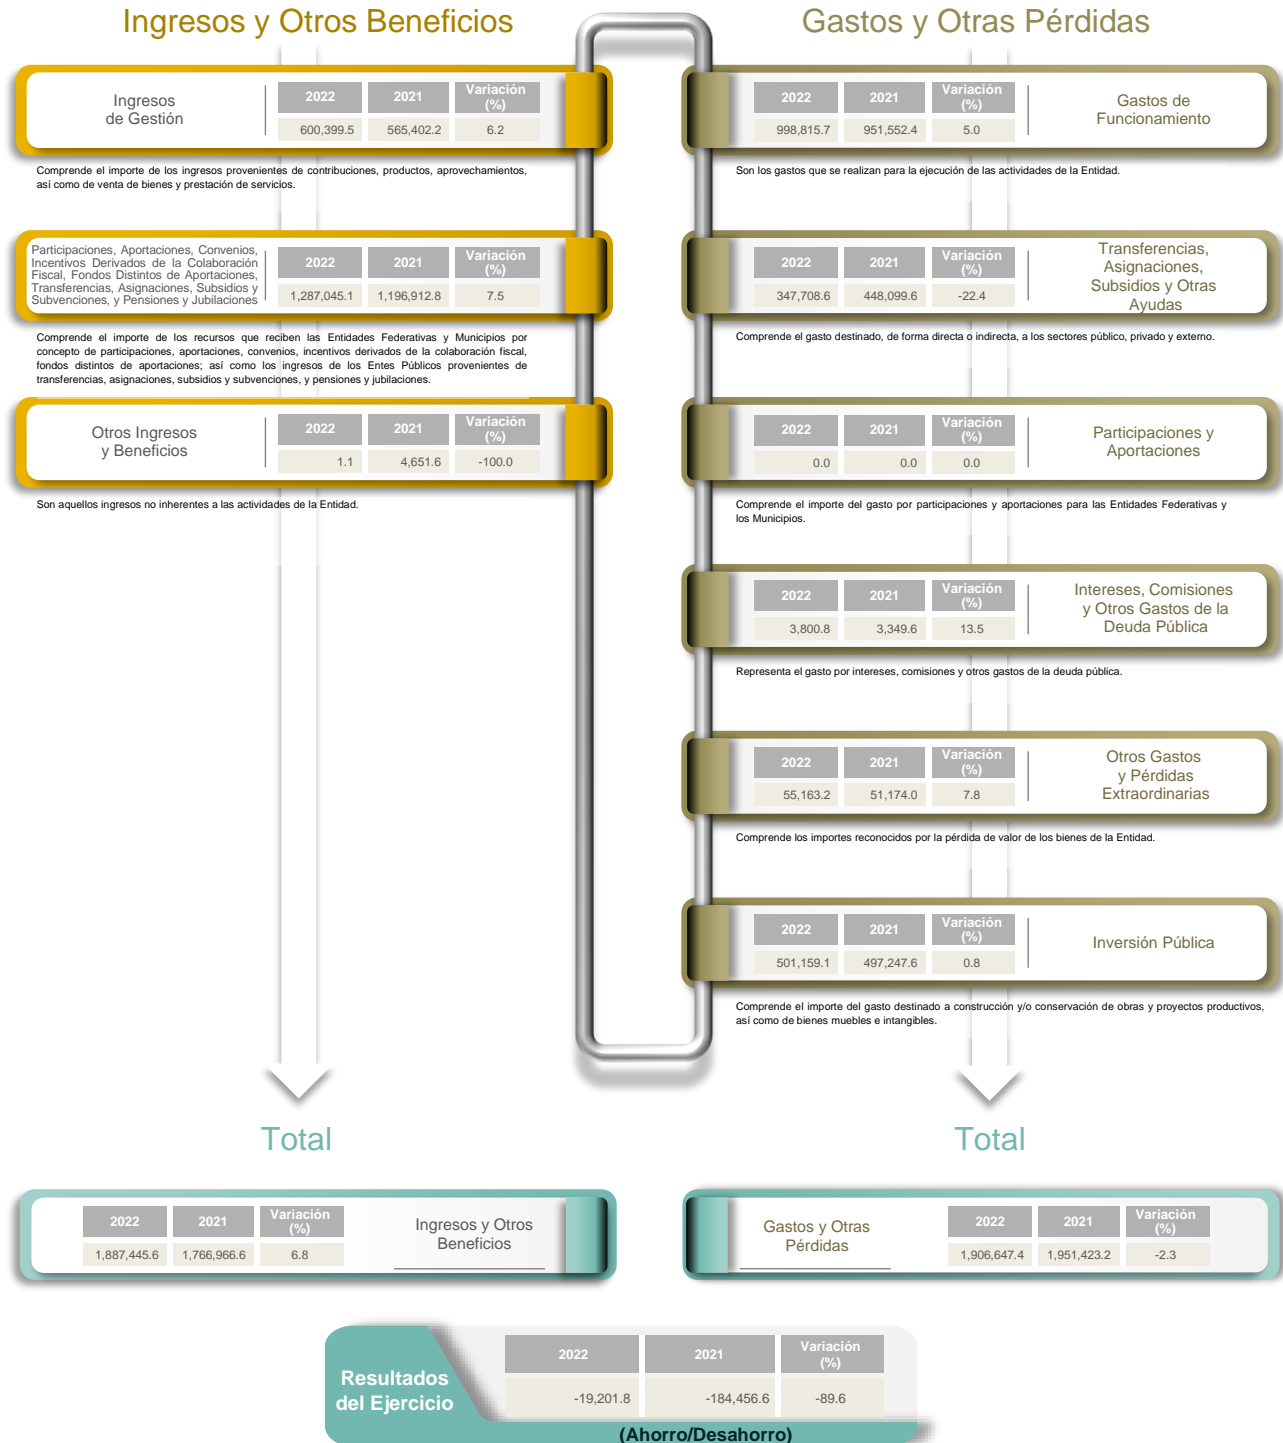 Ingresos y Otros Beneficios
Ingresos
de Gestión
2022 2021 Variación (%)
600,399.5 565,402.2 6.2
Comprende el importe de los ingresos provenientes de contribuciones, productos, aprovechamientos,
así como de venta de bienes y prestación de servicios.
Participaciones, Aportaciones, Convenios,
Incentivos Derivados de la Colaboración
Fiscal, Fondos Distintos de Aportaciones,
Transferencias, Asignaciones, Subsidios y
Subvenciones, y Pensiones y Jubilaciones
2022 2021 Variación (%)
1,287,045.1 1,196,912.8 7.5
Comprende el importe de los recursos que reciben las Entidades Federativas y Municipios por
concepto de participaciones, aportaciones, convenios, incentivos derivados de la colaboración fiscal,
fondos distintos de aportaciones; así como los ingresos de los Entes Públicos provenientes de
transferencias, asignaciones, subsidios y subvenciones, y pensiones y jubilaciones.
Otros Ingresos
y Beneficios
2022 2021 Variación (%)
1.1 4,651.6 -100.0
Son aquellos ingresos no inherentes a las actividades de la Entidad.
Gastos y Otras Pérdidas
2022 2021 Variación (%)
998,815.7 951,552.4 5.0
Gastos de
Funcionamiento
Son los gastos que se realizan para la ejecución de las actividades de la Entidad.
2022 2021 Variación (%)
347,708.6 448,099.6 -22.4
Transferencias,
Asignaciones,
Subsidios y Otras
Ayudas
Comprende el gasto destinado, de forma directa o indirecta, a los sectores público, privado y externo.
2022 2021 Variación (%)
0.0 0.0 0.0
Participaciones y
Aportaciones
Comprende el importe del gasto por participaciones y aportaciones para las Entidades Federativas y
los Municipios.
2022 2021 Variación (%)
3,800.8 3,349.6 13.5
Intereses, Comisiones
y Otros Gastos de la
Deuda Pública
Representa el gasto por intereses, comisiones y otros gastos de la deuda pública.
2022 2021 Variación (%)
55,163.2 51,174.0 7.8
Otros Gastos
y Pérdidas
Extraordinarias
Comprende los importes reconocidos por la pérdida de valor de los bienes de la Entidad.
2022 2021 Variación (%)
501,159.1 497,247.6 0.8
Inversión Pública
Comprende el importe del gasto destinado a construcción y/o conservación de obras y proyectos productivos,
así como de bienes muebles e intangibles.
Total
2022 2021 Variación (%)
1,887,445.6 1,766,966.6 6.8
Ingresos y Otros
Beneficios
Total
Gastos y Otras
Pérdidas
2022 2021 Variación (%)
1,906,647.4 1,951,423.2 -2.3
Resultados
del Ejercicio
2022 2021 Variación (%)
-19,201.8 -184,456.6 -89.6
(Ahorro/Desahorro)